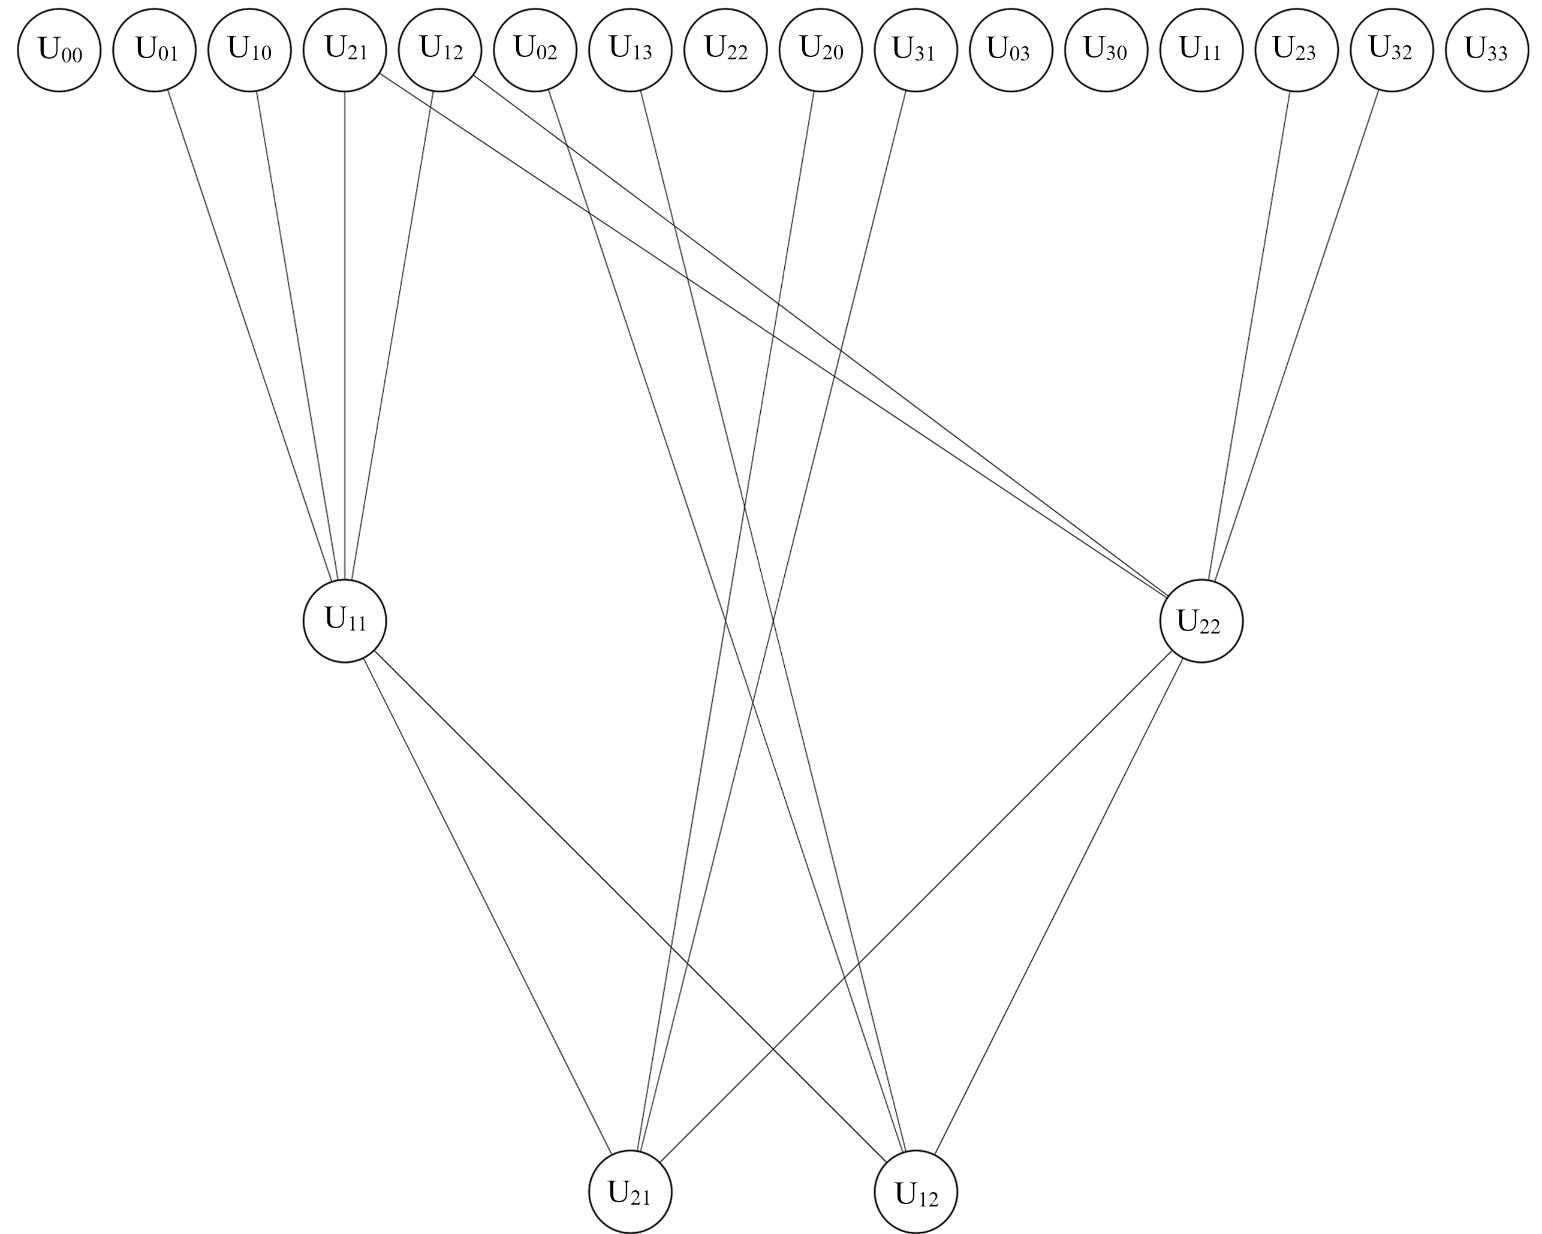 U₀₀ U₀₁ U₁₀ U₂₁ U₁₂ U₀₂ U₁₃ U₂₂ U₂₀ U₃₁ U₀₃ U₃₀ U₁₁ U₂₃ U₃₂ U₃₃
U₁₁ U₂₂
U₂₁ U₁₂